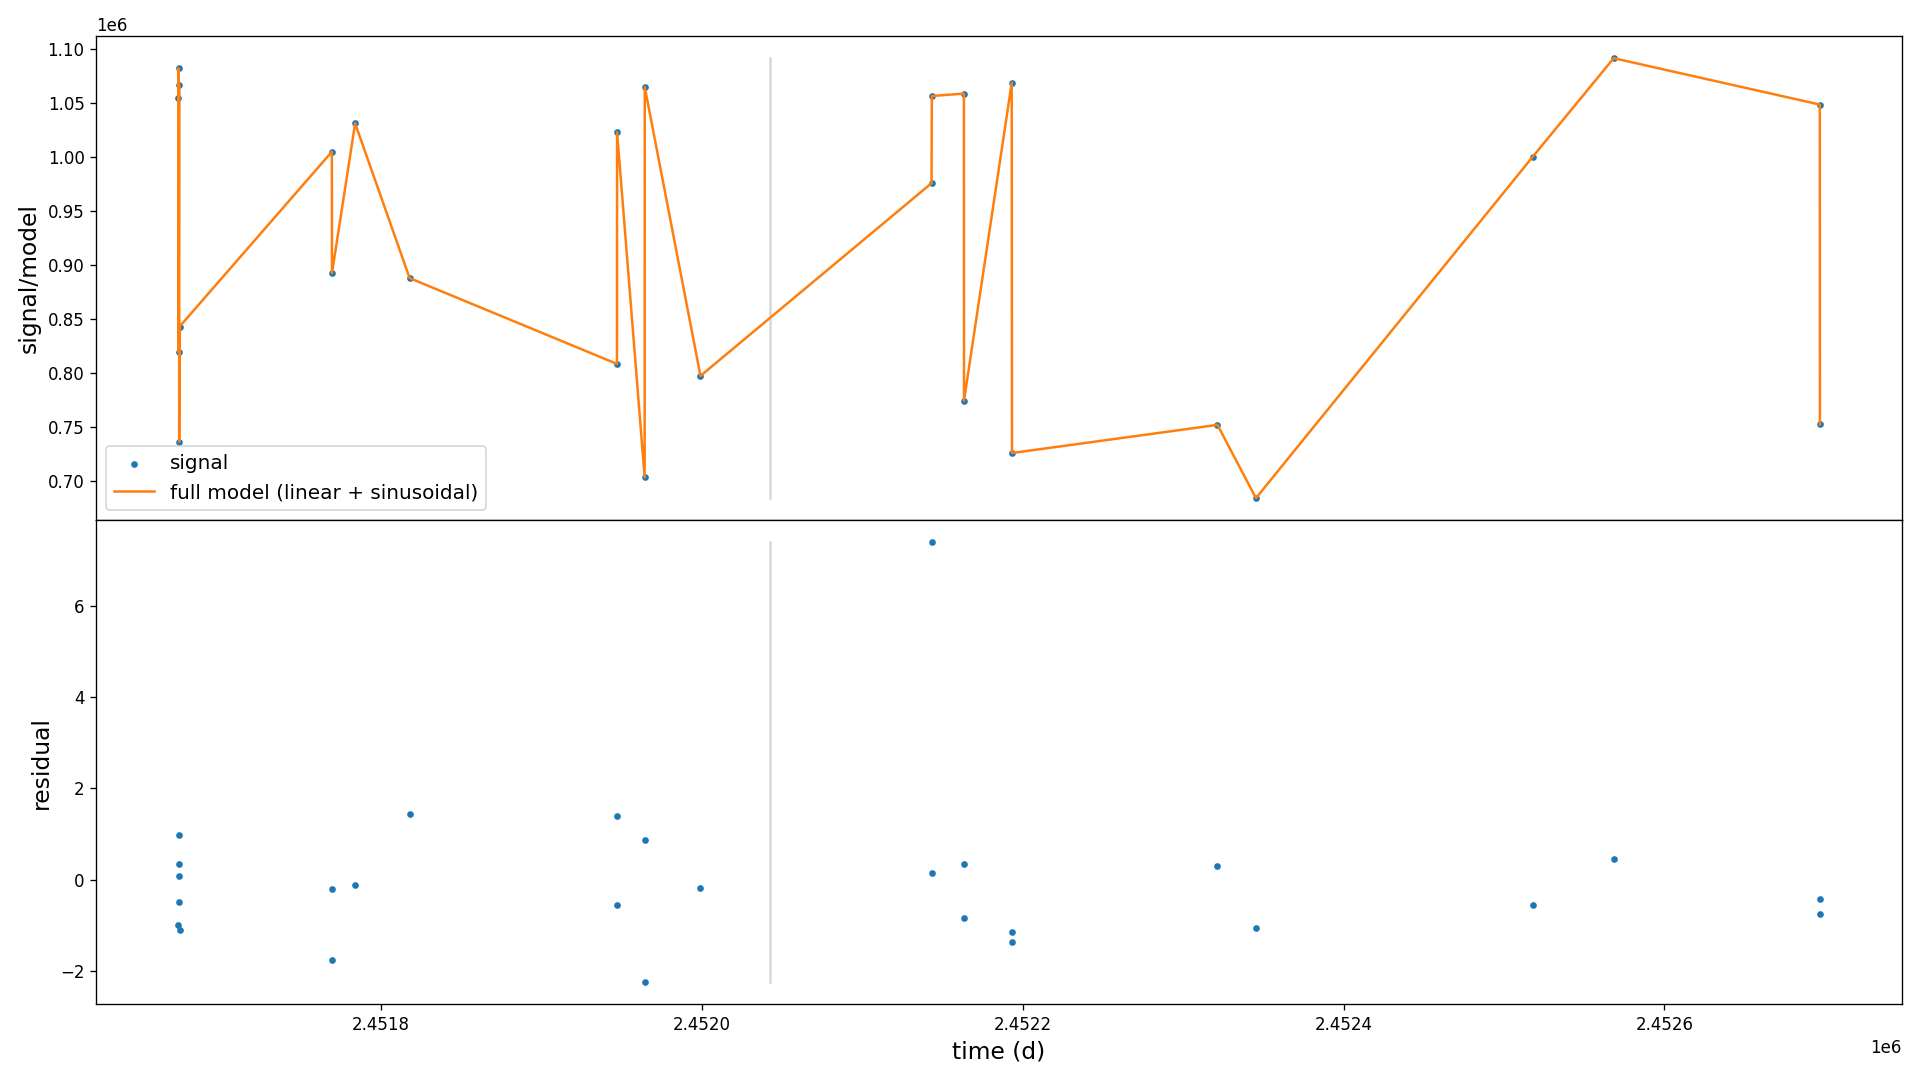 1e6
1.10
1.05
1.00
0.95
0.90
0.85
0.80
0.75
0.70
signal/model
signal
full model (linear + sinusoidal)
6
4
2
0
−2
residual
2.4518
2.4520
2.4522
2.4524
2.4526
time (d)
1e6